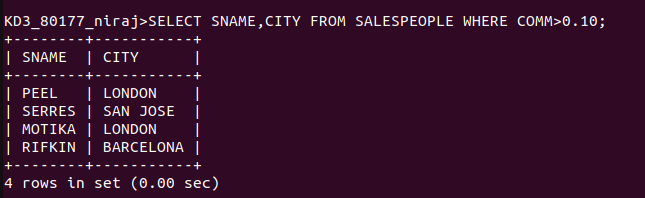 KD3_80177_niraj>SELECT SNAME,CITY FROM SALESPEOPLE WHERE COMM>0.10;
+--------+-----------+
| SNAME  | CITY      |
+--------+-----------+
| PEEL   | LONDON    |
| SERRES | SAN JOSE  |
| MOTIKA | LONDON    |
| RIFKIN | BARCELONA |
+--------+-----------+
4 rows in set (0.00 sec)